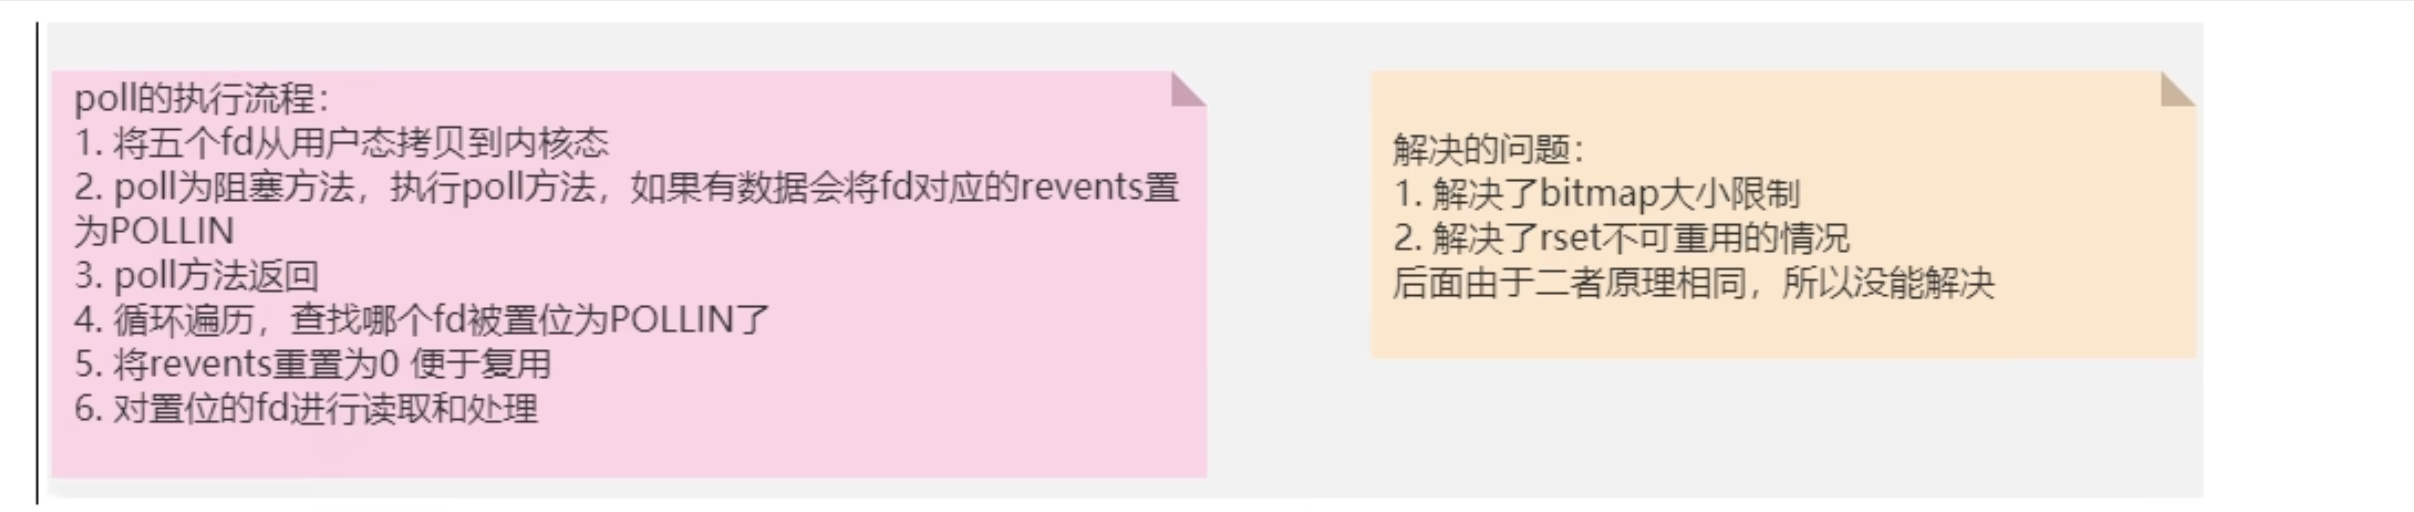 poll的执行流程：
1. 将五个fd从用户态拷贝到内核态
2. poll为阻塞方法，执行poll方法，如果有数据会将fd对应的revents置
为POLLIN
3. poll方法返回
4. 循环遍历，查找哪个fd被置位为POLLIN了
5. 将revents重置为0 便于复用
6. 对置位的fd进行读取和处理
解决的问题：
1. 解决了bitmap大小限制
2. 解决了rset不可重用的情况
后面由于二者原理相同，所以没能解决